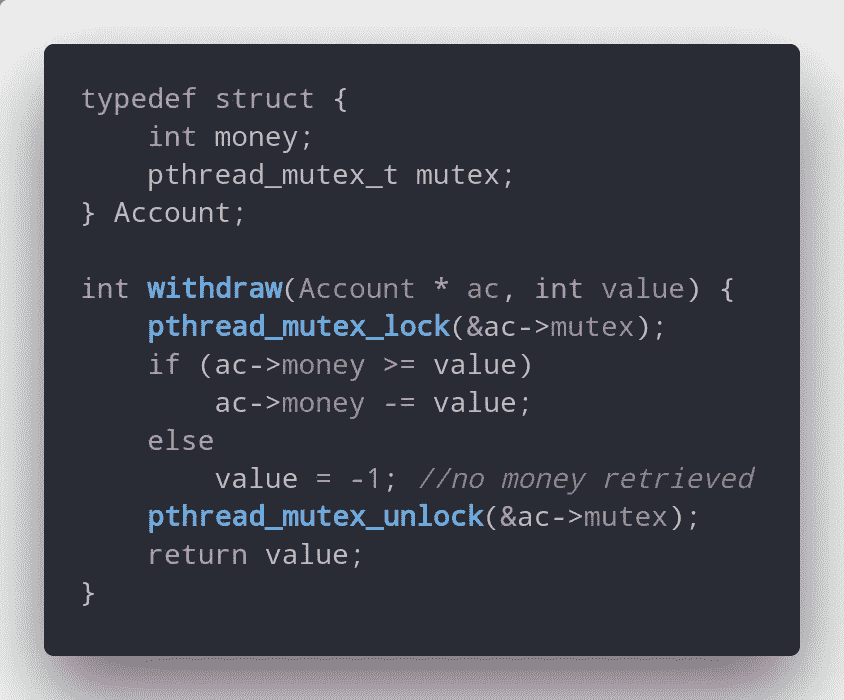 typedef struct {
    int money;
    pthread_mutex_t mutex;
} Account;

int withdraw(Account * ac, int value) {
    pthread_mutex_lock(&ac->mutex);
    if (ac->money >= value)
        ac->money -= value;
    else
        value = -1; //no money retrieved
    pthread_mutex_unlock(&ac->mutex);
    return value;
}